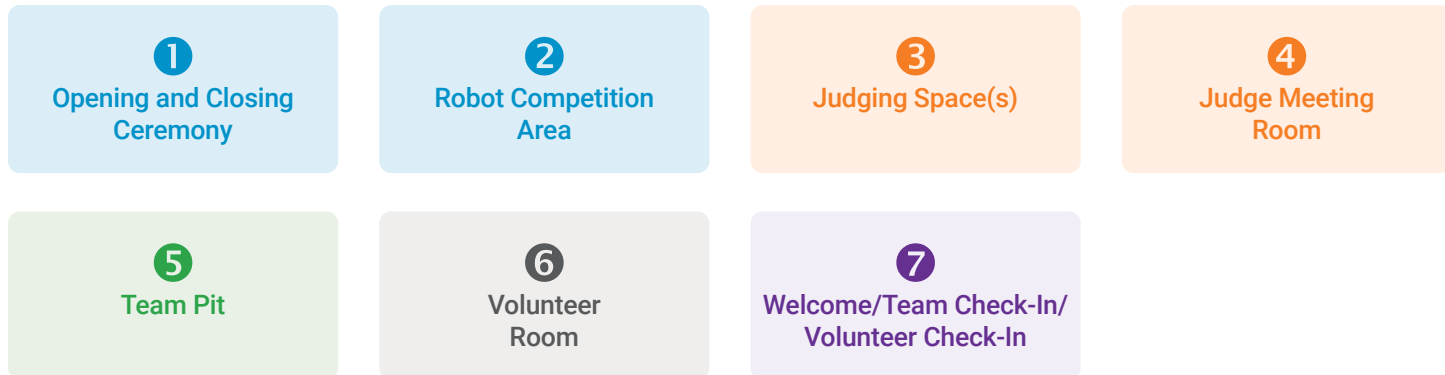 1
Opening and Closing
Ceremony
2
Robot Competition
Area
3
Judging Space(s)
4
Judge Meeting
Room
5
Team Pit
6
Volunteer
Room
7
Welcome/Team Check-In/
Volunteer Check-In